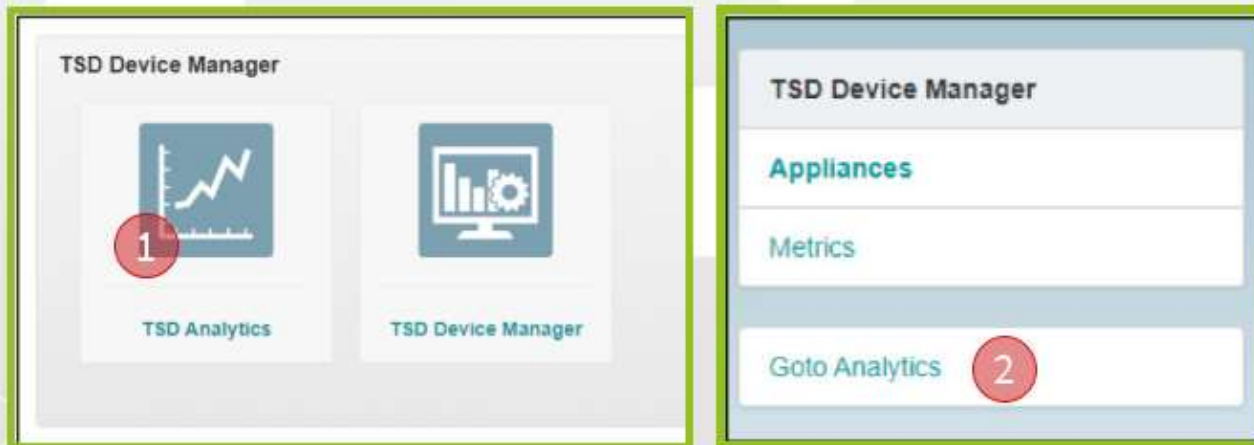 TSD Device Manager
1
TSD Analytics
TSD Device Manager
TSD Device Manager
Appliances
Metrics
Goto Analytics
2